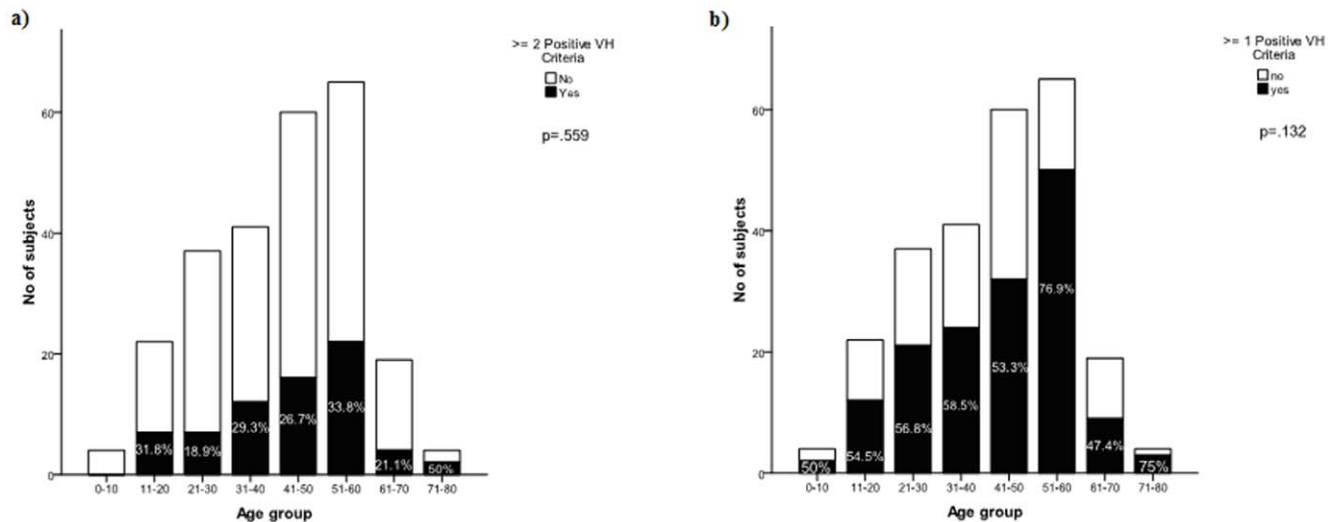 a)
>= 2 Positive VH
Criteria
No
Yes
p=.559
No of subjects
60
40
20
0
31.8%
18.9%
29.3%
26.7%
33.8%
21.1%
50%
0-10
11-20
21-30
31-40
41-50
51-60
61-70
71-80
Age group
b)
>= 1 Positive VH
Criteria
no
yes
p=.132
No of subjects
60
40
20
0
50%
54.5%
56.8%
58.5%
53.3%
76.9%
47.4%
75%
0-10
11-20
21-30
31-40
41-50
51-60
61-70
71-80
Age group